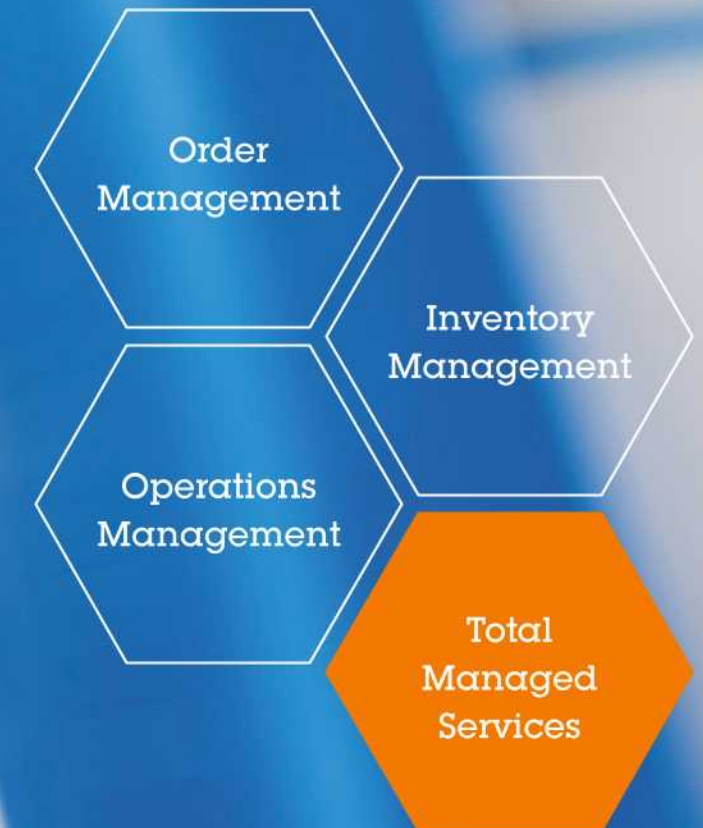 Order
Management
Inventory
Management
Operations
Management
Total
Managed
Services